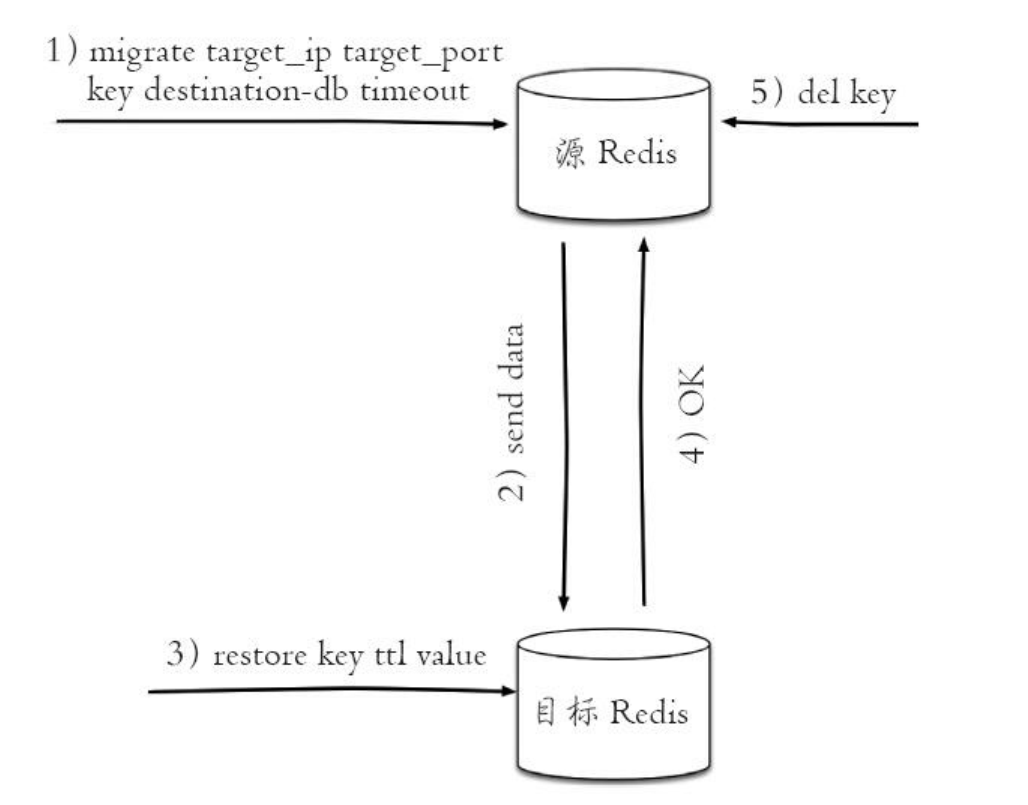 1) migrate target_ip target_port
key destination-db timeout
5) del key
源 Redis
2) send data
4) OK
3) restore key ttl value
目标 Redis